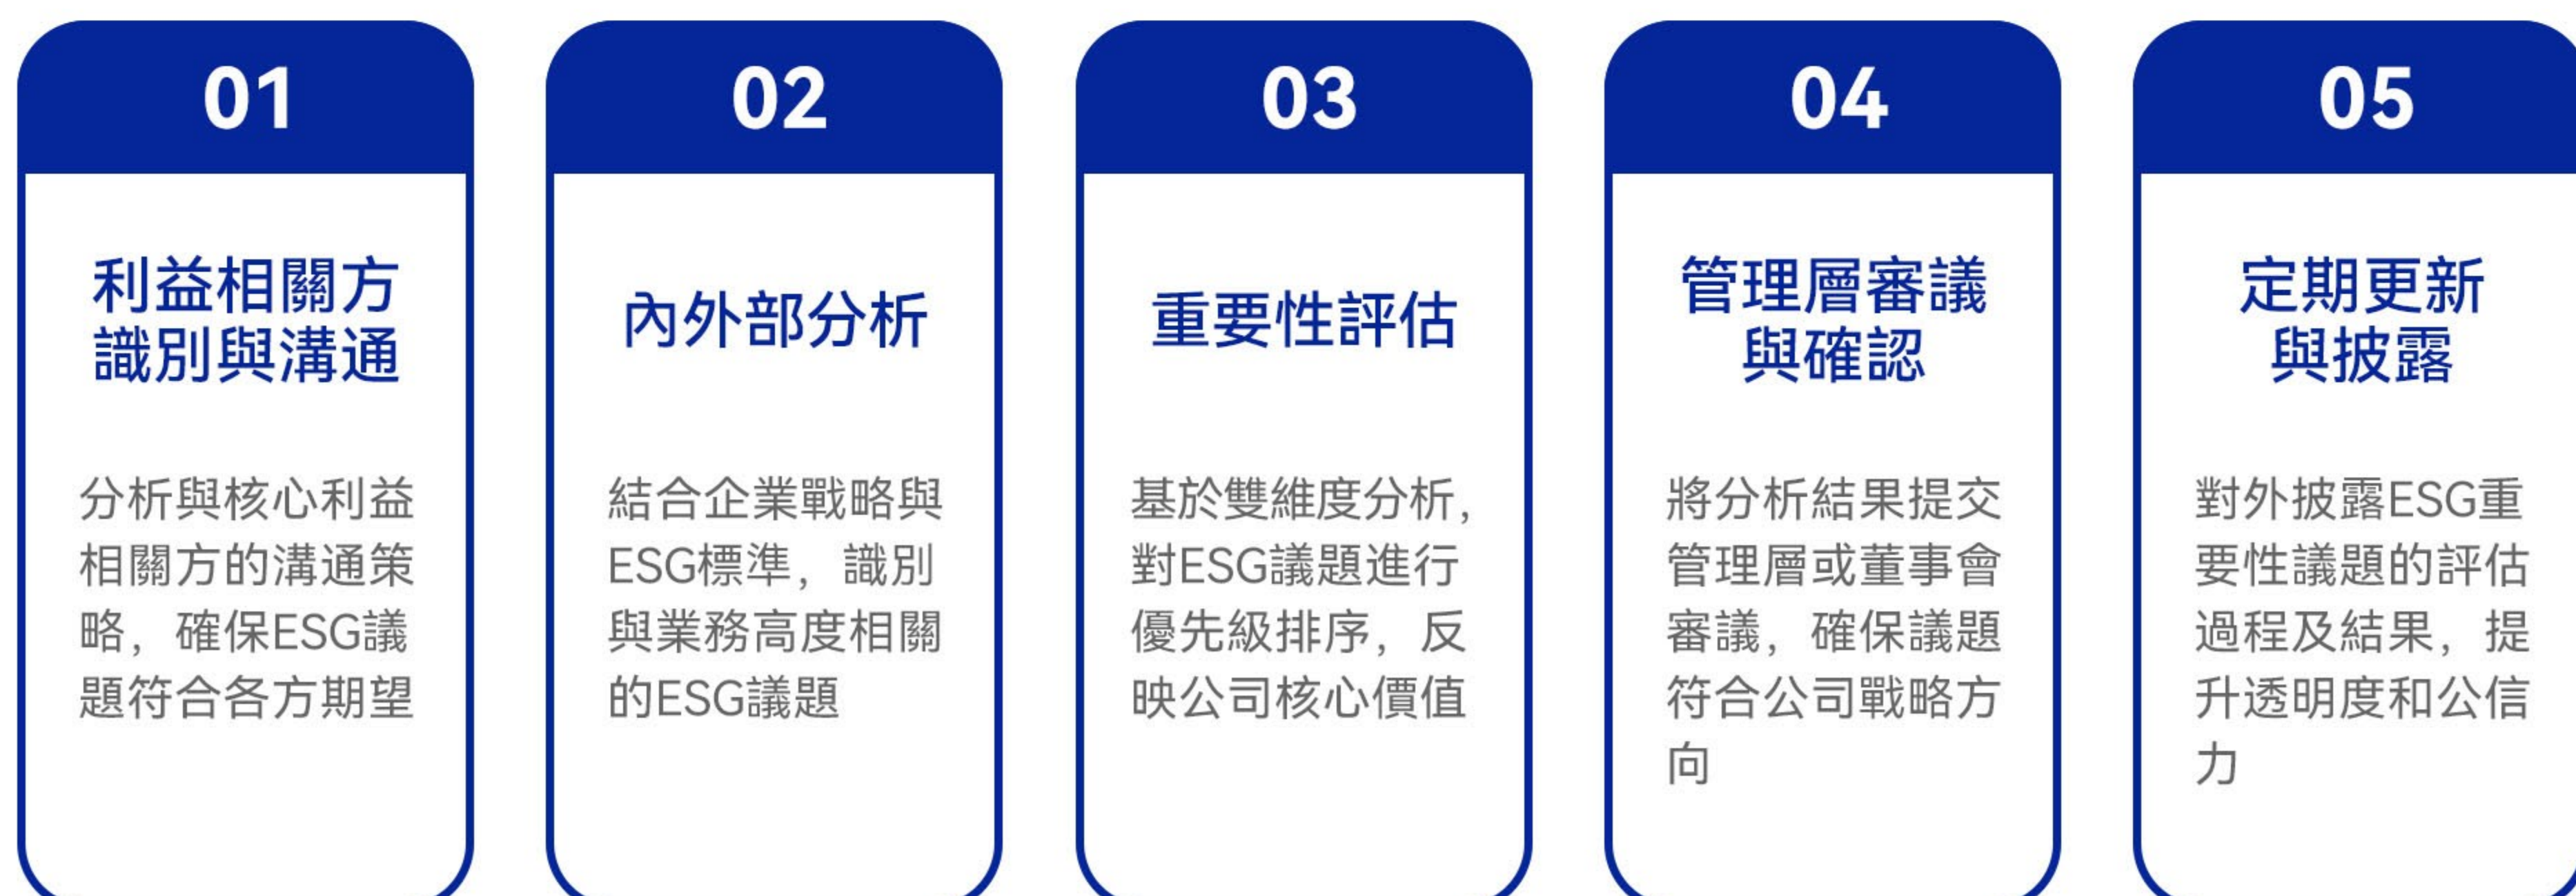 01
利益相關方
識別與溝通
分析與核心利益
相關方的溝通策
略，確保ESG議
題符合各方期望
02
內外部分析
結合企業戰略與
ESG標準，識別
與業務高度相關
的ESG議題
03
重要性評估
基於雙維度分析，
對ESG議題進行
優先級排序，反
映公司核心價值
04
管理層審議
與確認
將分析結果提交
管理層或董事會
審議，確保議題
符合公司戰略方
向
05
定期更新
與披露
對外披露ESG重
要性議題的評估
過程及結果，提
升透明度和公信
力